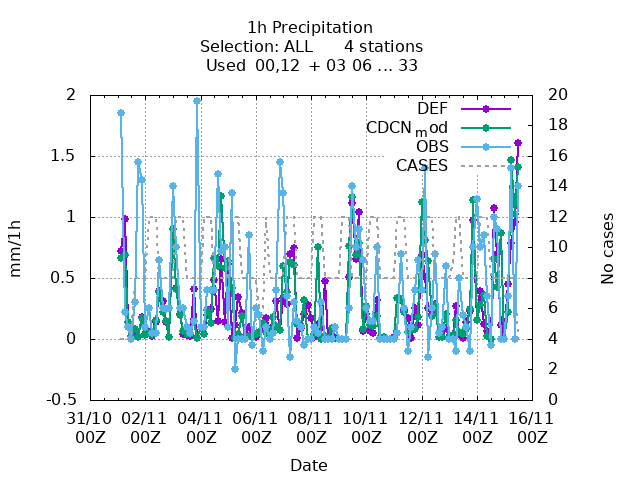 1h Precipitation
Selection: ALL 4 stations
Used 00,12 + 03 06 ... 33
mm/1h
No cases
2
1.5
1
0.5
0
-0.5
20
18
16
14
12
10
8
6
4
2
0
DEF
CDCN_mod
OBS
CASES
31/10 02/11 04/11 06/11 08/11 10/11 12/11 14/11 16/11
00Z 00Z 00Z 00Z 00Z 00Z 00Z 00Z 00Z
Date